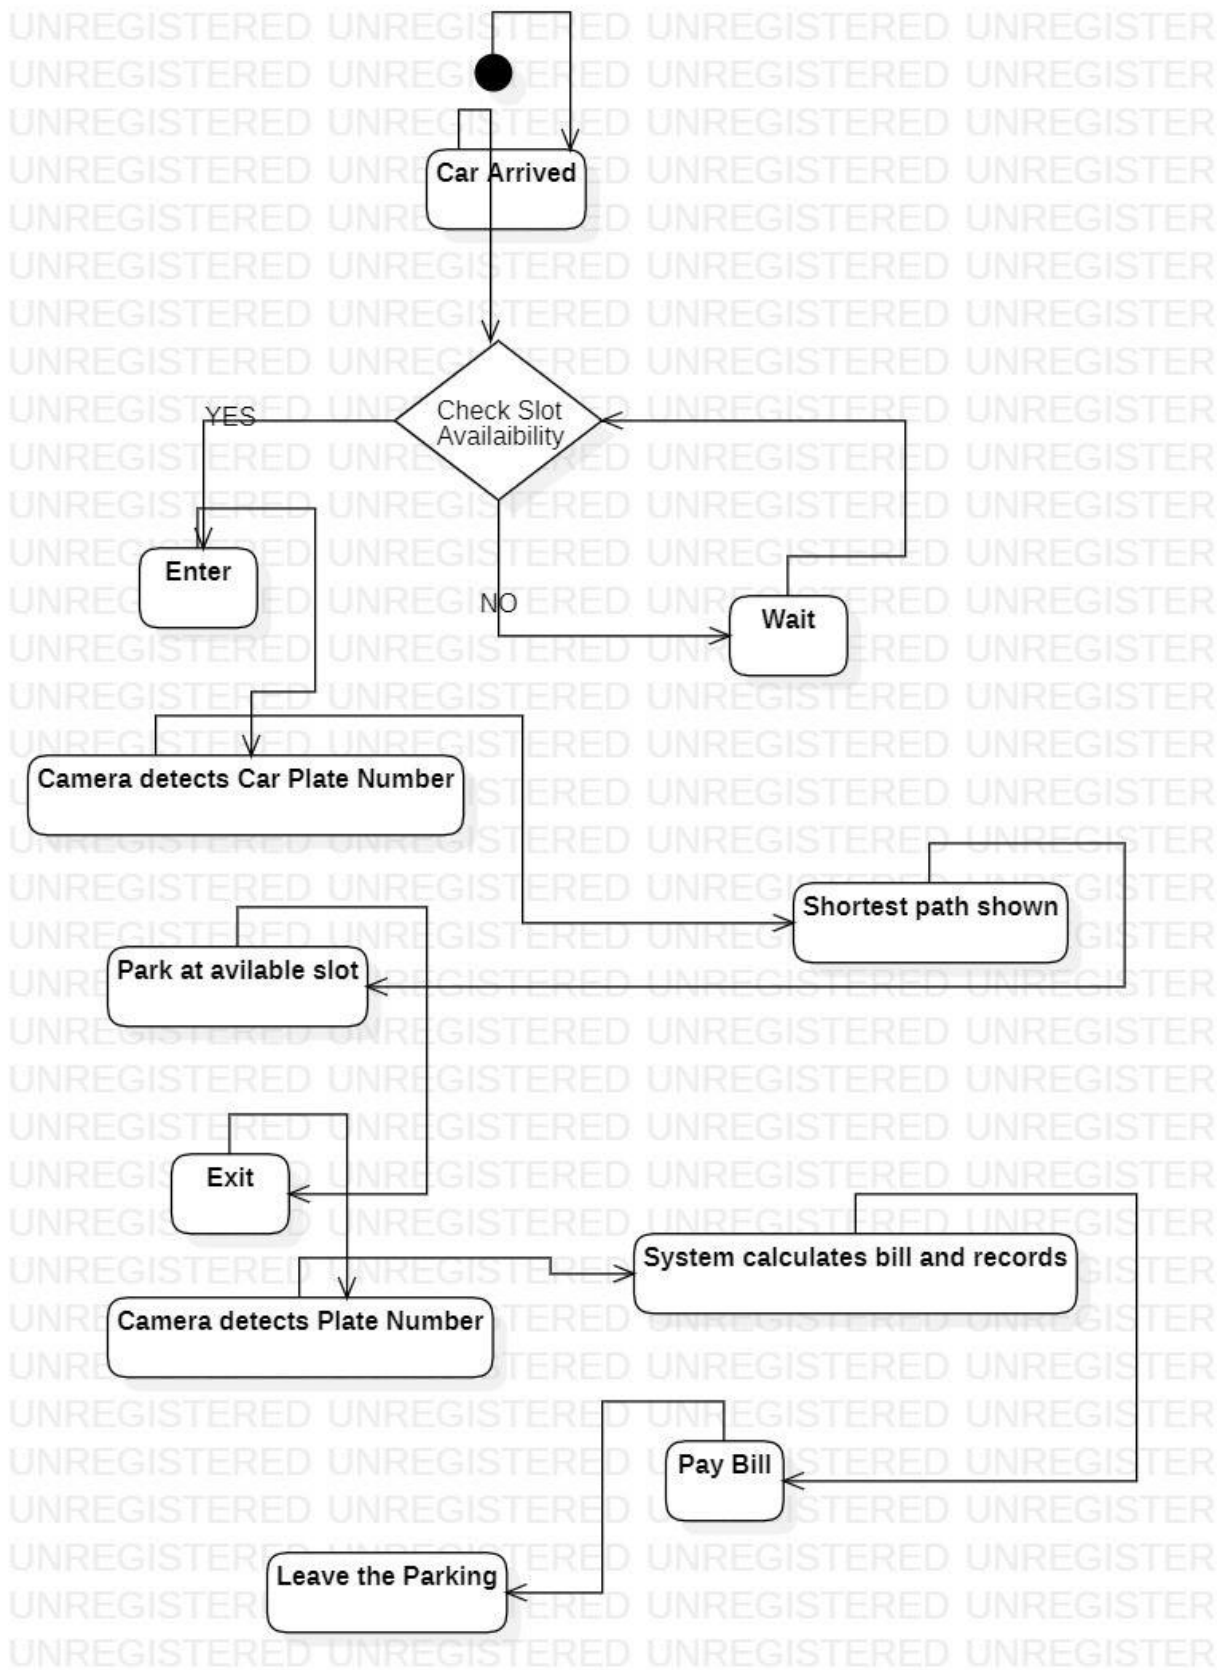 Car Arrived
Check Slot
Availaibility
YES
Enter
NO
Wait
Camera detects Car Plate Number
Shortest path shown
Park at avilable slot
Exit
System calculates bill and records
Camera detects Plate Number
Pay Bill
Leave the Parking
UNREGISTERED UNREGISTERED UNREGISTERED UNREGISTER